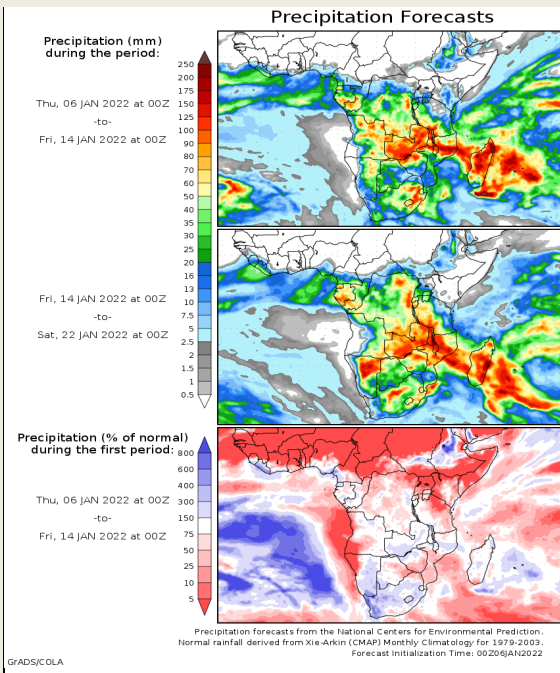 Precipitation Forecasts
Precipitation (mm)
during the period:
250
200
175
150
125
100
90
80
70
60
50
40
35
30
25
20
16
13
10
7.5
5
2.5
2
1.5
1
0.5
Thu, 06 JAN 2022 at 00Z
-to-
Fri, 14 JAN 2022 at 00Z
Fri, 14 JAN 2022 at 00Z
-to-
Sat, 22 JAN 2022 at 00Z
Precipitation (% of normal)
during the first period:
800
600
400
300
150
75
50
25
10
5
Thu, 06 JAN 2022 at 00Z
-to-
Fri, 14 JAN 2022 at 00Z
Precipitation forecasts from the National Centers for Environmental Prediction.
Normal rainfall derived from Xie-Arkin (CMAP) Monthly Climatology for 1979-2003.
Forecast Initialization Time: 00Z06JAN2022
GrADS/COLA